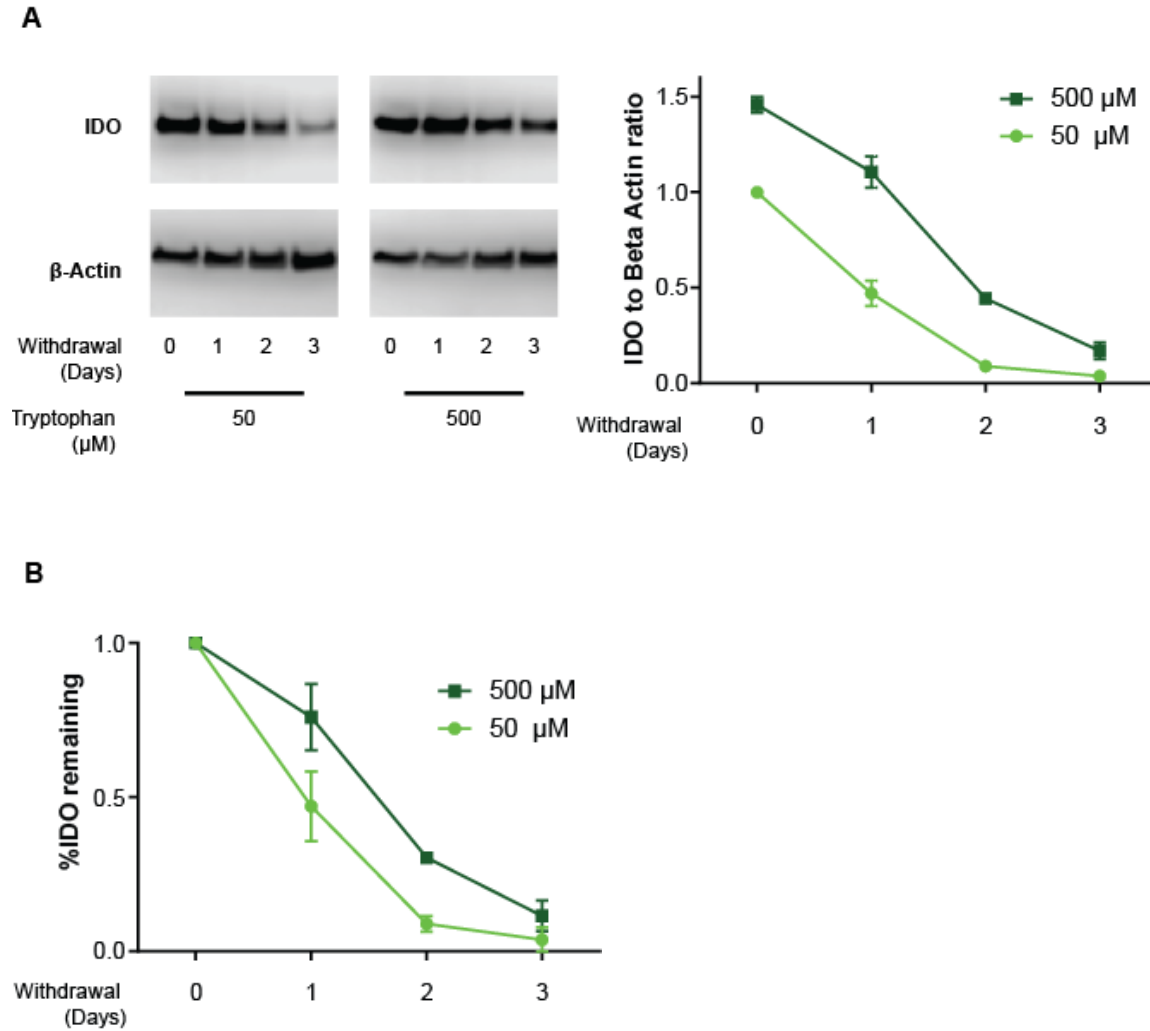 A
IDO
β-Actin
Withdrawal
(Days)
0 1 2 3
0 1 2 3
Tryptophan
(µM)
50
500
IDO to Beta Actin ratio
1.5
1.0
0.5
0.0
500 µM
50 µM
Withdrawal
(Days)
0 1 2 3
B
%IDO remaining
1.0
0.5
0.0
500 µM
50 µM
Withdrawal
(Days)
0 1 2 3